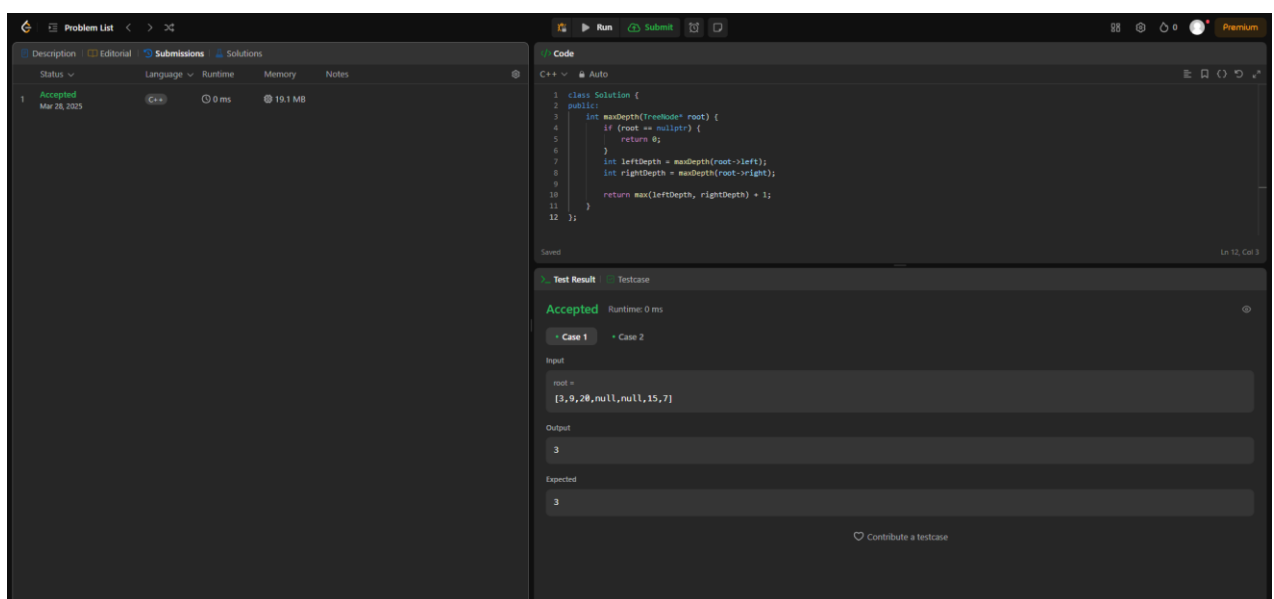 Problem List
Run
Submit
0
Premium
Description
Editorial
Submissions
Solutions
Status
Language
Runtime
Memory
Notes
1
Accepted
Mar 28, 2025
C++
0 ms
19.1 MB
</> Code
C++
Auto
1 class Solution {
2 public:
3 int maxDepth(TreeNode* root) {
4 if (root == nullptr) {
5 return 0;
6 }
7 int leftDepth = maxDepth(root->left);
8 int rightDepth = maxDepth(root->right);
9
10 return max(leftDepth, rightDepth) + 1;
11 }
12 };
Saved
Ln 12, Col 3
>_ Test Result
Testcase
Accepted Runtime: 0 ms
• Case 1
• Case 2
Input
root =
[3,9,20,null,null,15,7]
Output
3
Expected
3
Contribute a testcase